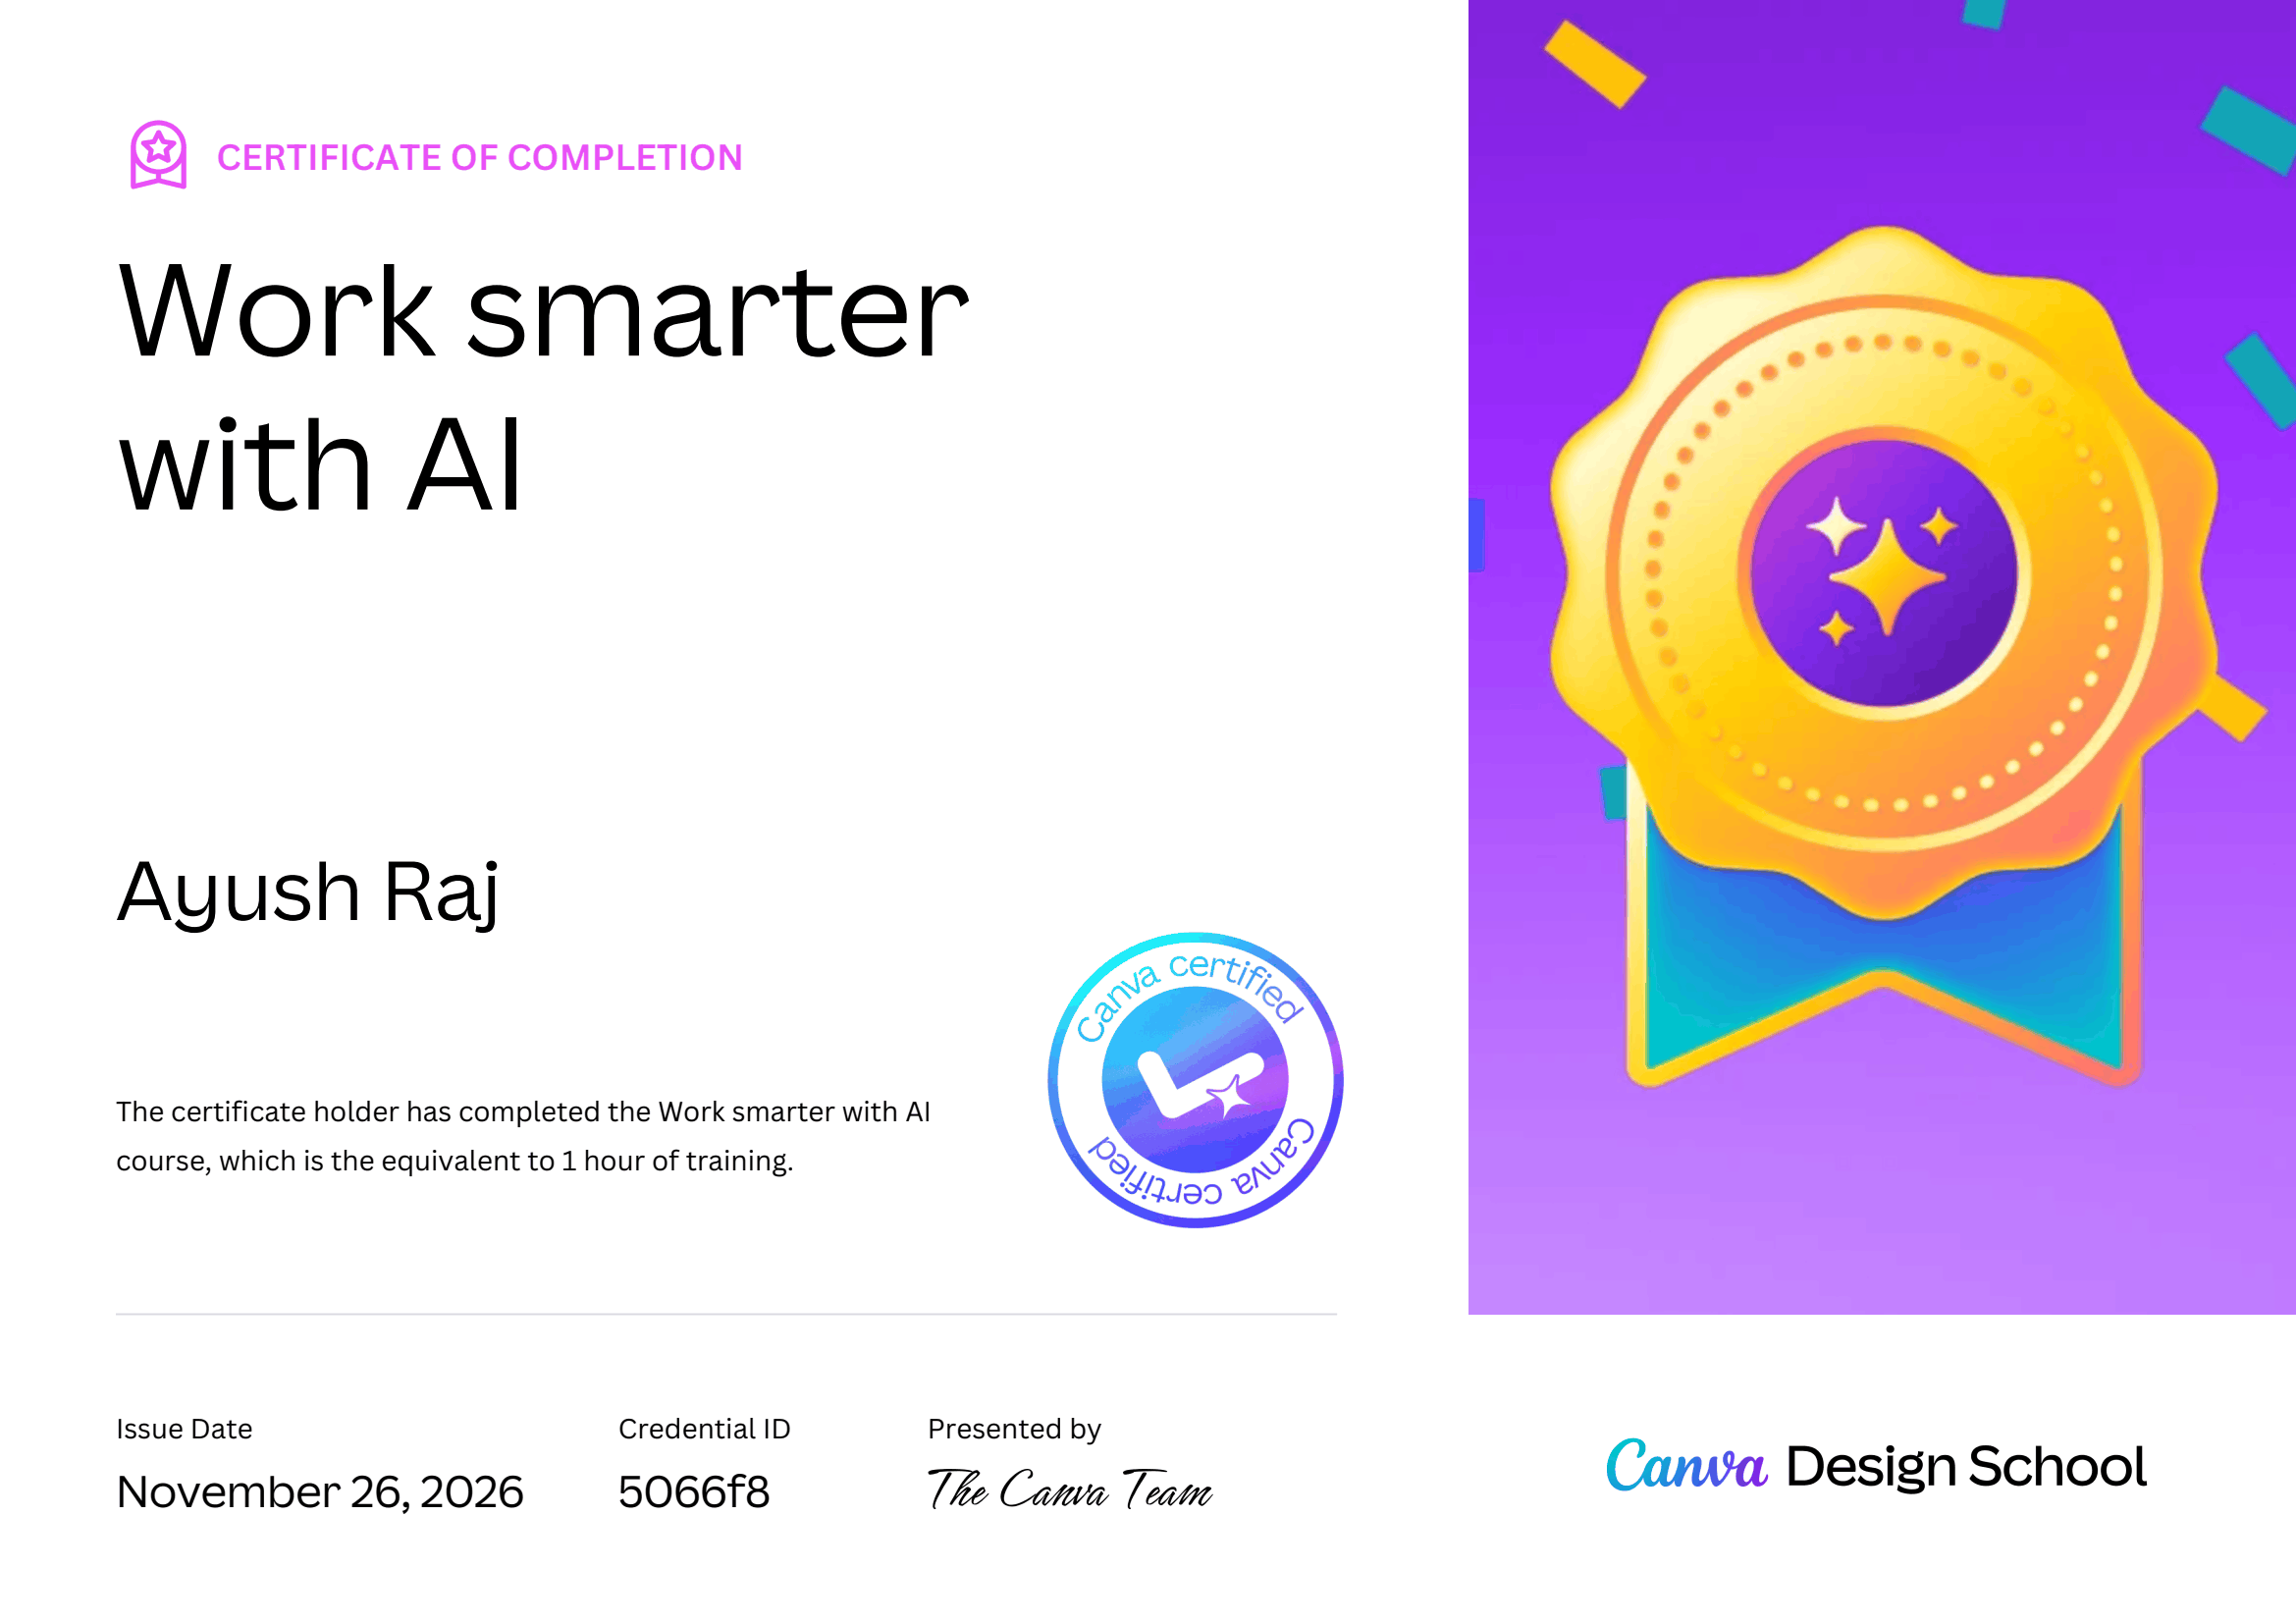 CERTIFICATE OF COMPLETION
Work smarter
with AI
Ayush Raj
Canva certified
Canva certified
The certificate holder has completed the Work smarter with AI
course, which is the equivalent to 1 hour of training.
Issue Date
November 26, 2026
Credential ID
5066f8
Presented by
The Canva Team
Canva Design School